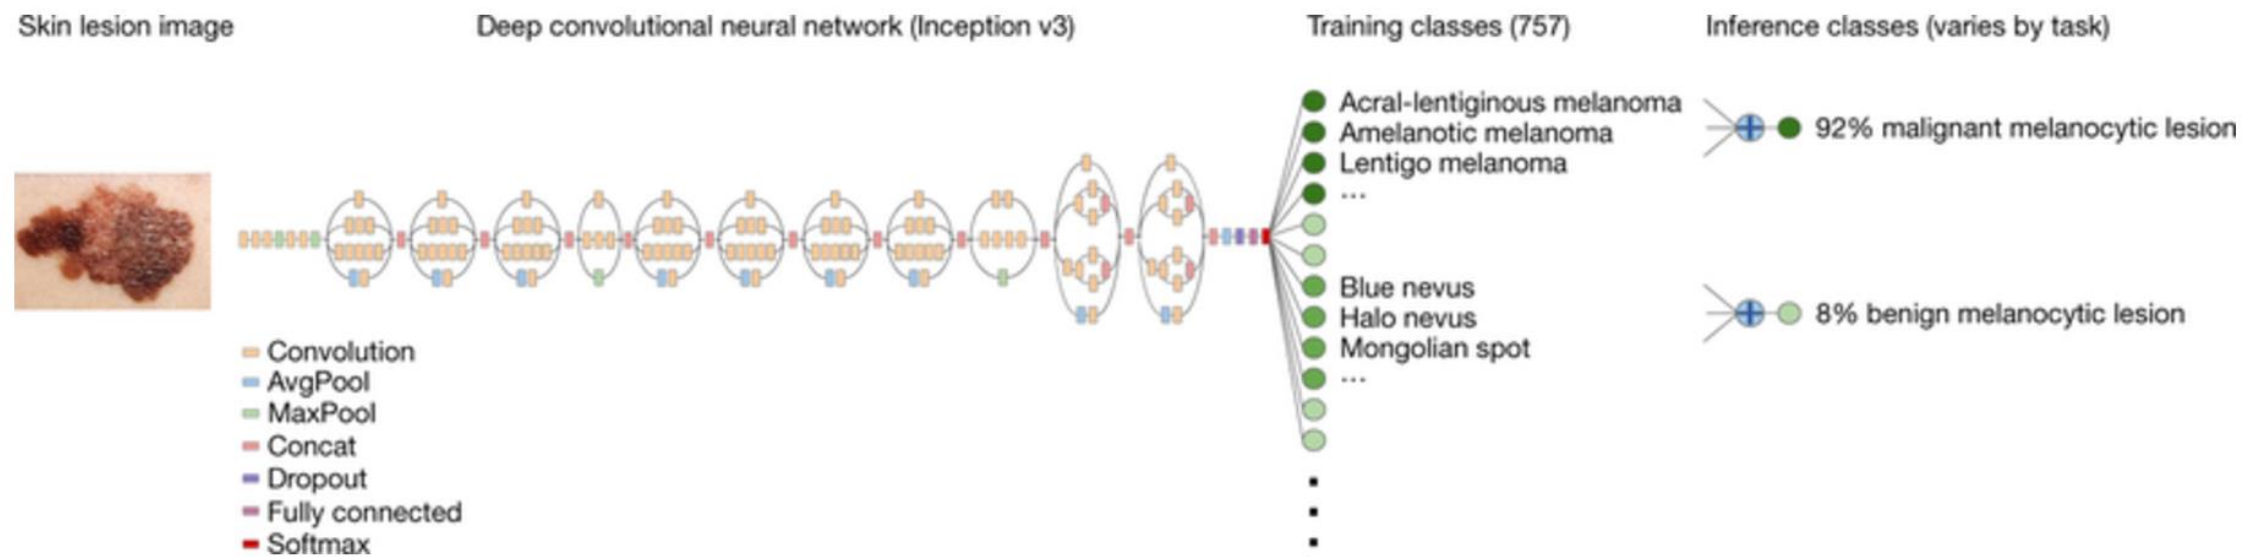 Skin lesion image
Deep convolutional neural network (Inception v3)
Training classes (757)
Inference classes (varies by task)
Acral-lentiginous melanoma
Amelanotic melanoma
Lentigo melanoma
...
Blue nevus
Halo nevus
Mongolian spot
...
92% malignant melanocytic lesion
8% benign melanocytic lesion
Convolution
AvgPool
MaxPool
Concat
Dropout
Fully connected
Softmax